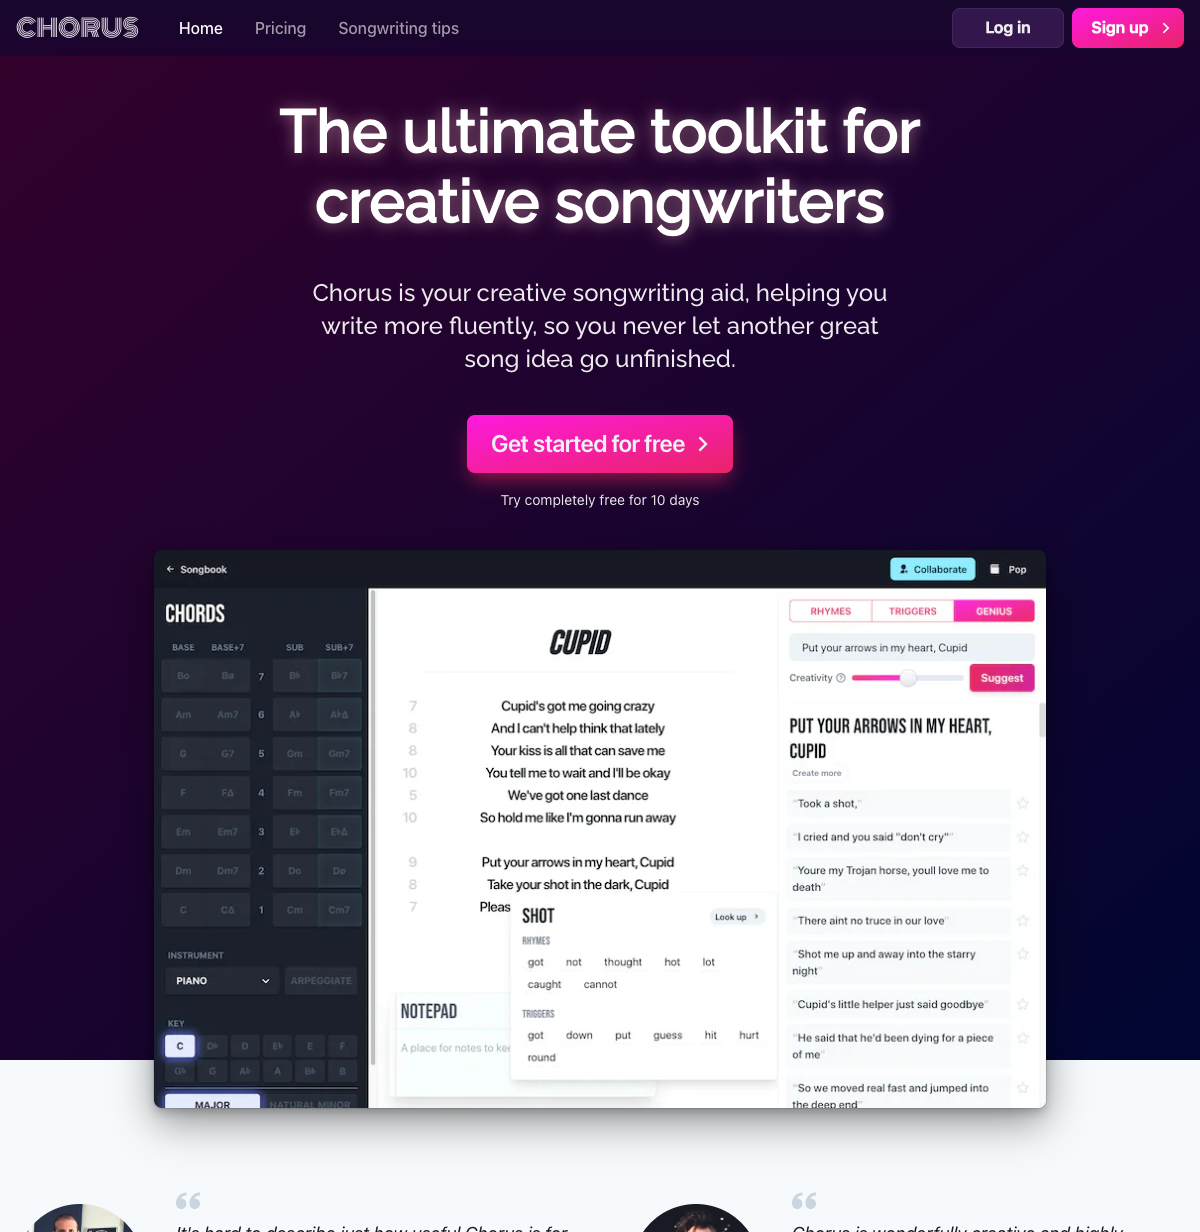 CHORUS
Home
Pricing
Songwriting tips
Log in
Sign up
The ultimate toolkit for
creative songwriters
Chorus is your creative songwriting aid, helping you
write more fluently, so you never let another great
song idea go unfinished.
Get started for free
Try completely free for 10 days
Songbook
Collaborate
Pop
CHORDS
BASE BASE+7 SUB SUB+7
Bo Bø 7 B♭ B♭7
Am Am7 6 A♭ A♭Δ
G G7 5 Gm Gm7
F FΔ 4 Fm Fm7
Em Em7 3 E♭ E♭Δ
Dm Dm7 2 Do Dø
C CΔ 1 Cm Cm7
INSTRUMENT
PIANO
ARPEGGIATE
KEY
C D♭ D E♭ E F
G♭ G A♭ A B♭ B
MAJOR NATURAL MINOR
CUPID
7 Cupid's got me going crazy
8 And I can't help think that lately
8 Your kiss is all that can save me
10 You tell me to wait and I'll be okay
5 We've got one last dance
10 So hold me like I'm gonna run away
9 Put your arrows in my heart, Cupid
8 Take your shot in the dark, Cupid
7 Pleas
NOTEPAD
A place for notes to kee
SHOT
Look up
RHYMES
got not thought hot lot
caught cannot
TRIGGERS
got down put guess hit hurt
round
RHYMES TRIGGERS GENIUS
Put your arrows in my heart, Cupid
Creativity ?
Suggest
PUT YOUR ARROWS IN MY HEART,
CUPID
Create more
"Took a shot,"
"I cried and you said "don't cry""
"Youre my Trojan horse, youll love me to
death"
"There aint no truce in our love"
"Shot me up and away into the starry
night"
"Cupid's little helper just said goodbye"
"He said that he'd been dying for a piece
of me"
"So we moved real fast and jumped into
the deep end"
“
It's hard to describe just how useful Chorus is for
“
Chorus is wonderfully creative and highly